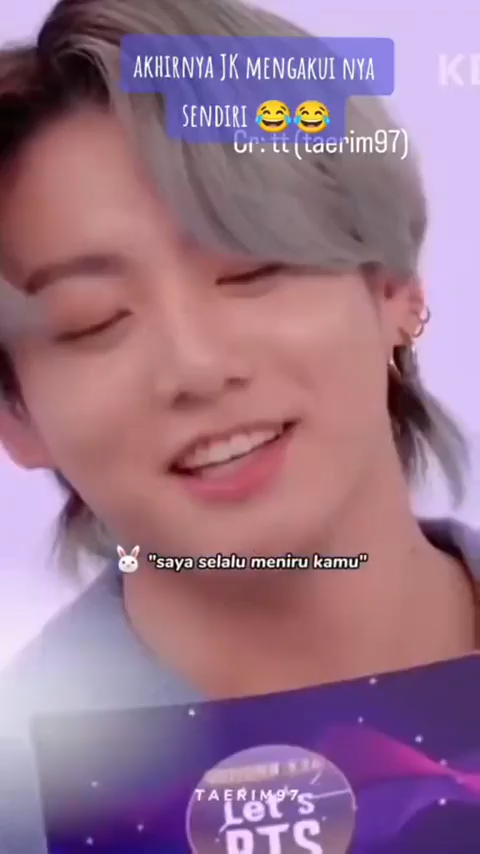 AKHIRNYA JK MENGAKUI NYA
SENDIRI 😂😂
Cr: tt (taerim97)
"saya selalu meniru kamu"
TAERIM97
Let's
BTS